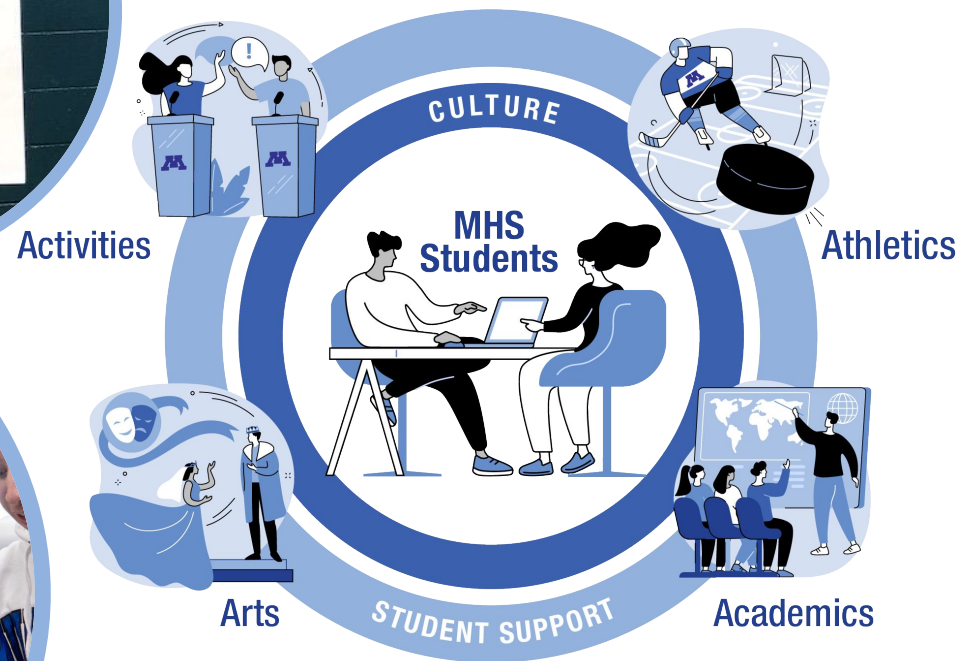 CULTURE
!
M
M
M
Activities
MHS
Students
Athletics
Arts
STUDENT SUPPORT
Academics